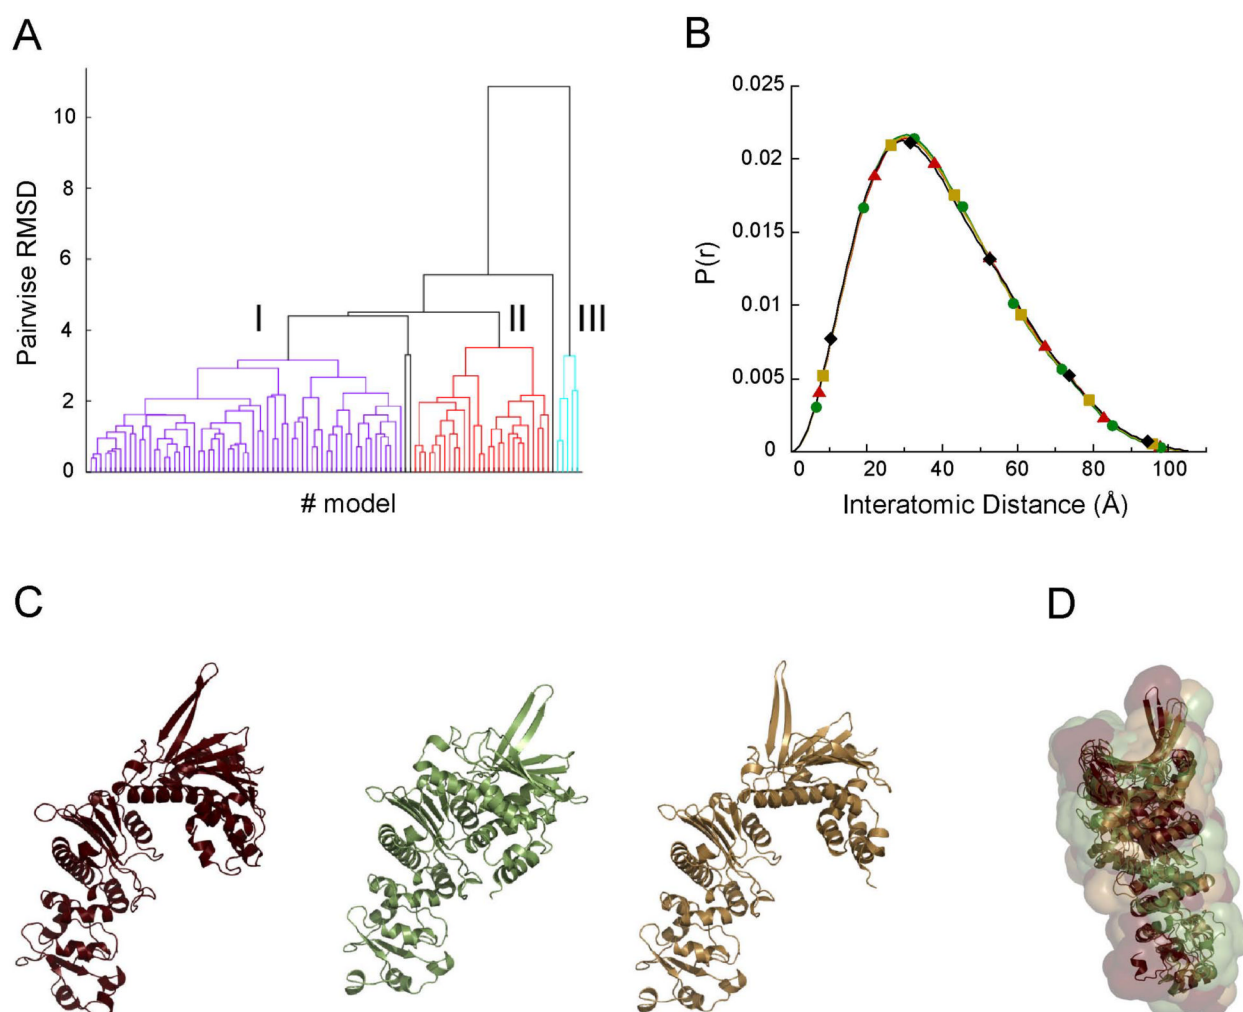 A
Pairwise RMSD
10
8
6
4
2
0
I
II
III
# model
B
P(r)
0.025
0.02
0.015
0.01
0.005
0
0 20 40 60 80 100
Interatomic Distance (Å)
C
D